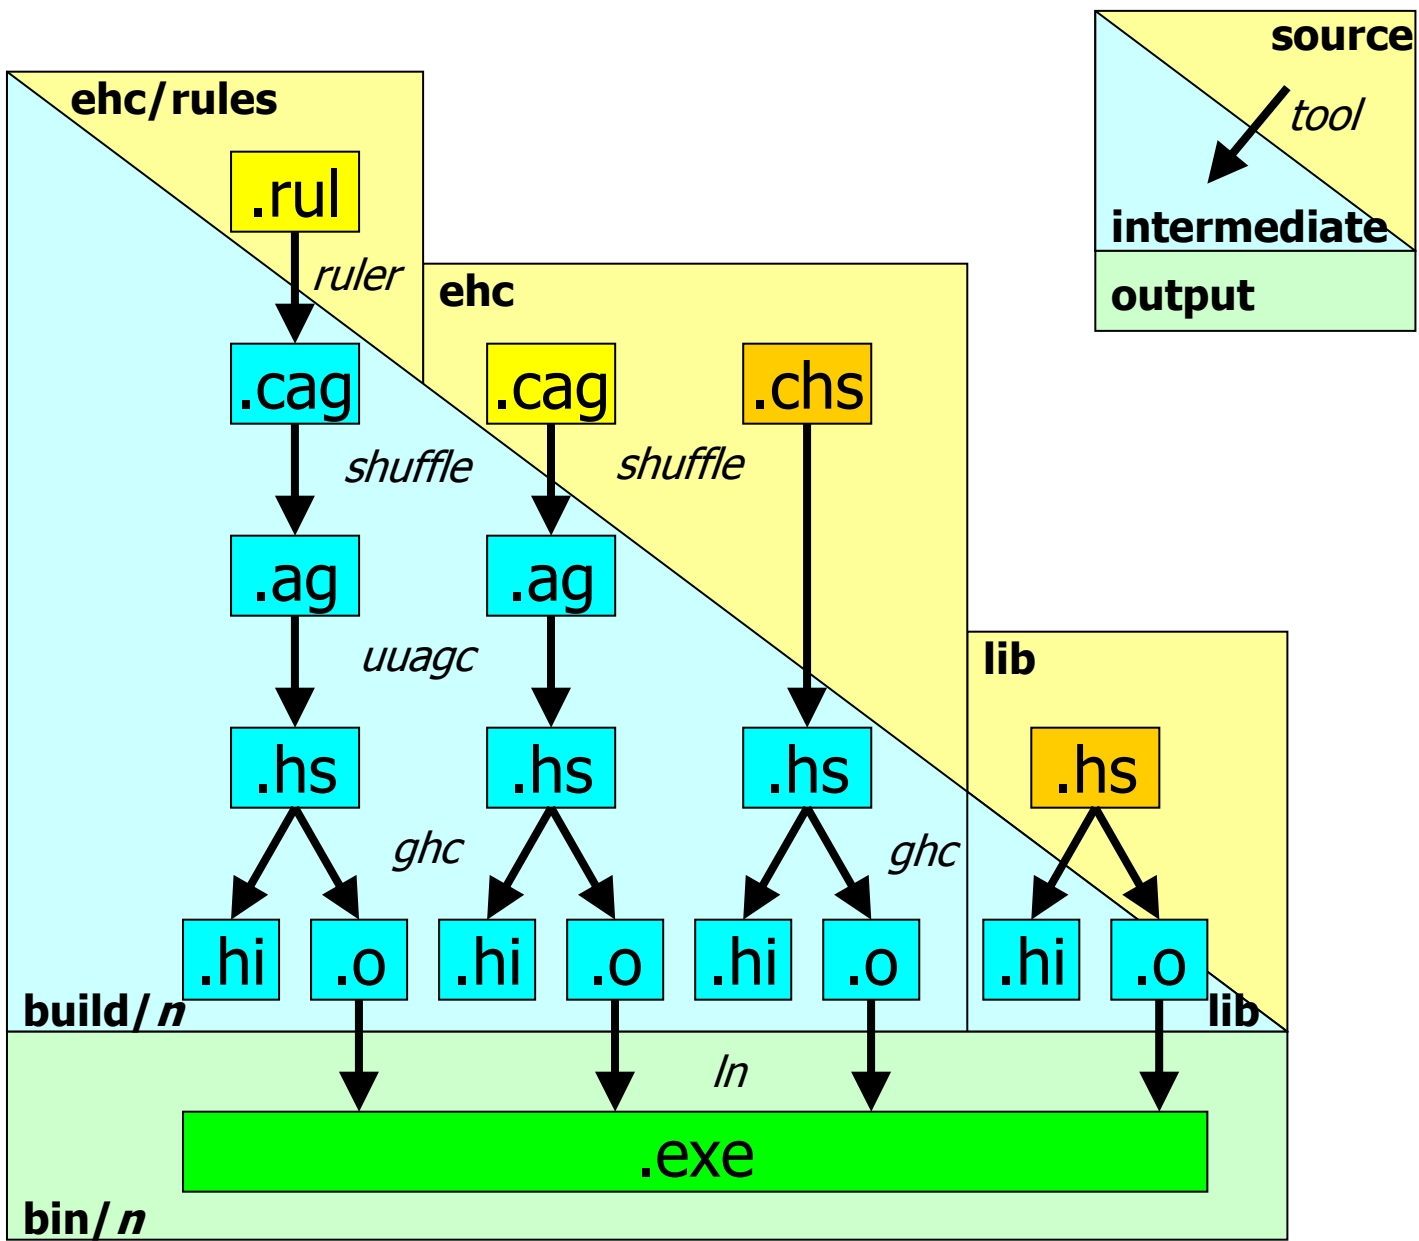 source
tool
intermediate
output
ehc/rules
.rul
ruler
ehc
.cag
.cag
.chs
shuffle
shuffle
.ag
.ag
uuagc
lib
.hs
.hs
.hs
.hs
ghc
ghc
.hi
.o
.hi
.o
.hi
.o
.hi
.o
build/n
lib
ln
.exe
bin/n